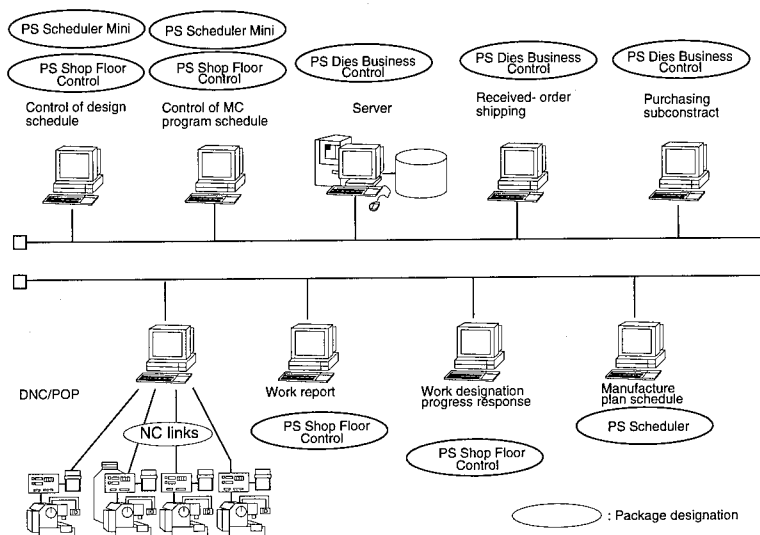 PS Scheduler Mini
PS Scheduler Mini
PS Shop Floor
Control
PS Shop Floor
Control
PS Dies Business
Control
PS Dies Business
Control
PS Dies Business
Control
Control of design
schedule
Control of MC
program schedule
Server
Received- order
shipping
Purchasing
subconstract
DNC/POP
NC links
Work report
PS Shop Floor
Control
Work designation
progress response
PS Shop Floor
Control
Manufacture
plan schedule
PS Scheduler
: Package designation